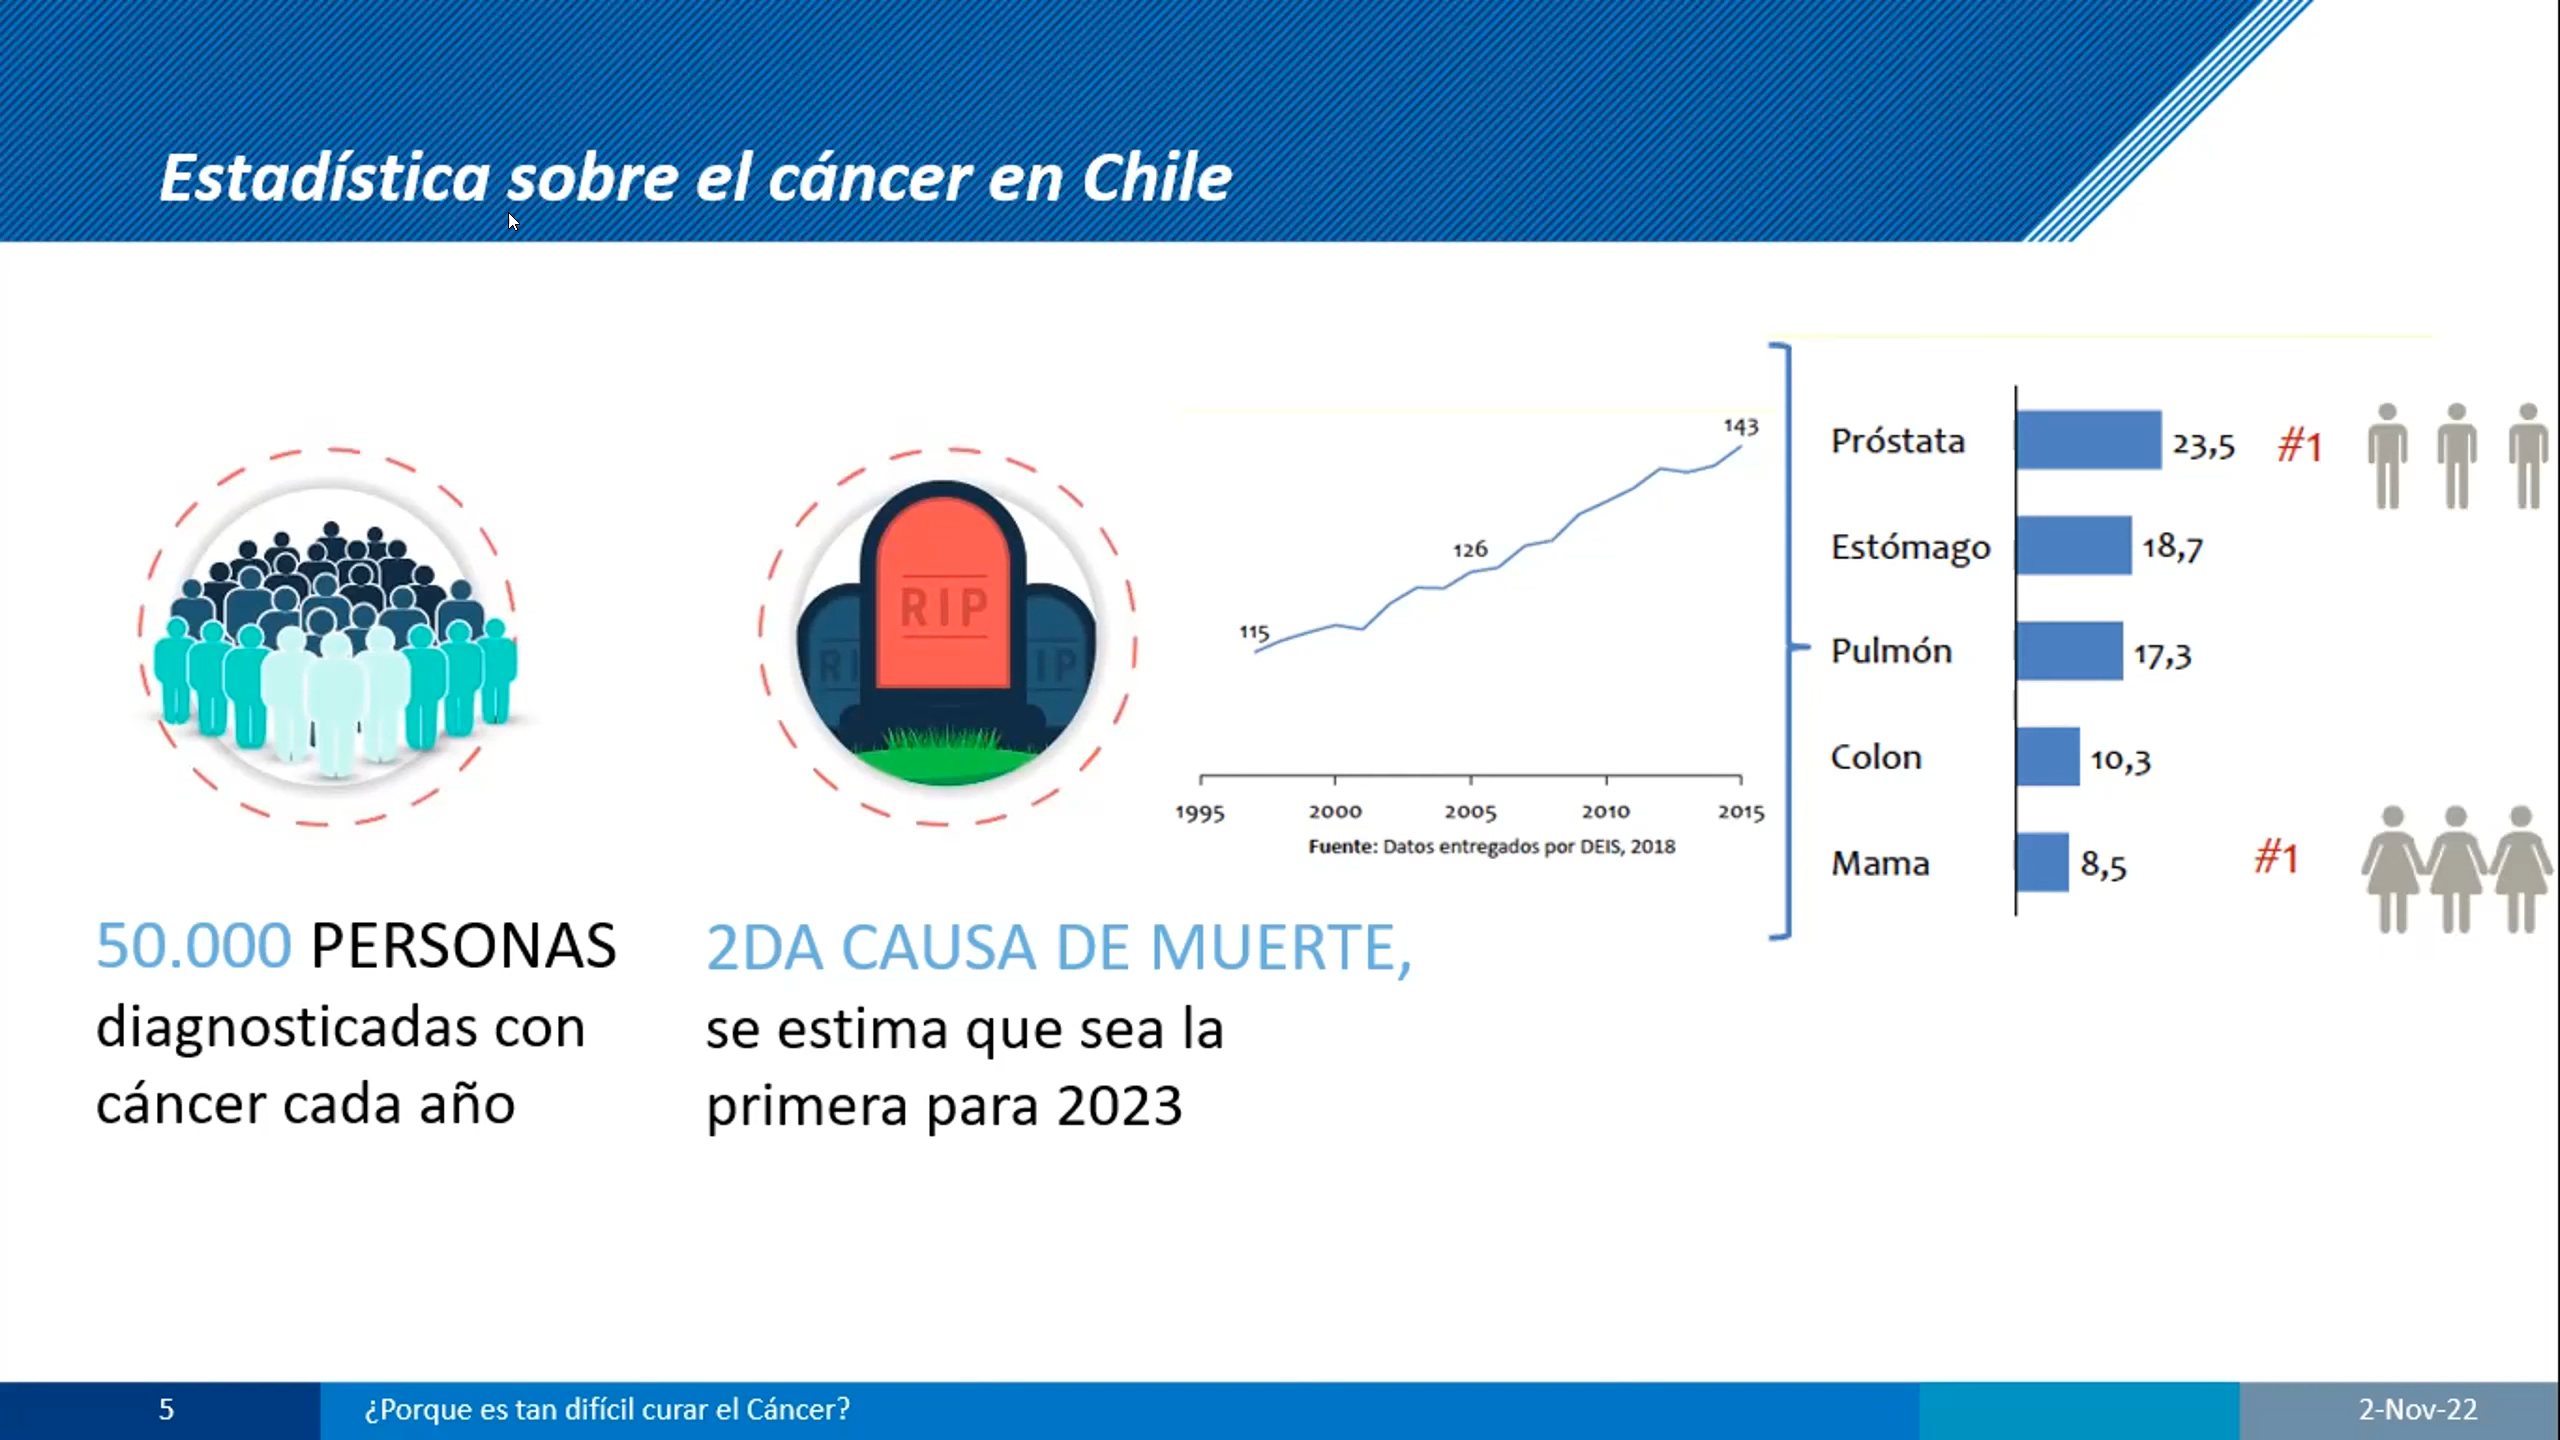 Estadística sobre el cáncer en Chile
RIP
RI
IP
50.000 PERSONAS
diagnosticadas con
cáncer cada año
2DA CAUSA DE MUERTE,
se estima que sea la
primera para 2023
115
126
143
1995 2000 2005 2010 2015
Fuente: Datos entregados por DEIS, 2018
Próstata 23,5 #1
Estómago 18,7
Pulmón 17,3
Colon 10,3
Mama 8,5 #1
5 ¿Porque es tan difícil curar el Cáncer? 2-Nov-22